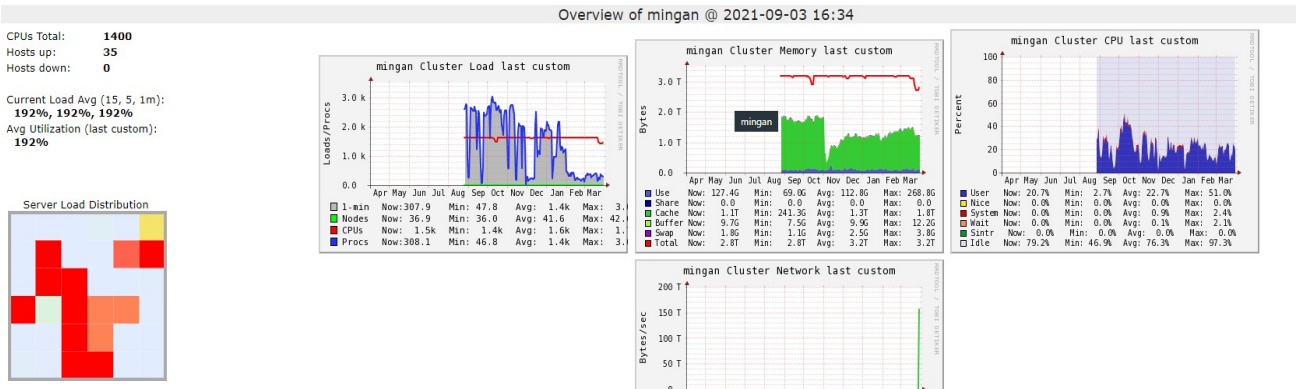 Overview of mingan @ 2021-09-03 16:34
CPUs Total: 1400
Hosts up: 35
Hosts down: 0
Current Load Avg (15, 5, 1m):
192%, 192%, 192%
Avg Utilization (last custom):
192%
Server Load Distribution
mingan Cluster Load last custom
Loads/Procs
3.0 k
2.0 k
1.0 k
0.0
Apr May Jun Jul Aug Sep Oct Nov Dec Jan Feb Mar
1-min Now:307.9 Min: 47.8 Avg: 1.4k Max: 3.
Nodes Now: 36.9 Min: 36.0 Avg: 41.6 Max: 42.
CPUs Now: 1.5k Min: 1.4k Avg: 1.6k Max: 1.
Procs Now:308.1 Min: 46.8 Avg: 1.4k Max: 3.
RRDTOOL / TOBI OETIKER
mingan Cluster Memory last custom
Bytes
3.0 T
2.0 T
1.0 T
0.0
mingan
Apr May Jun Jul Aug Sep Oct Nov Dec Jan Feb Mar
Use Now: 127.4G Min: 69.0G Avg: 112.8G Max: 268.8G
Share Now: 0.0 Min: 0.0 Avg: 0.0 Max: 0.0
Cache Now: 1.1T Min: 241.3G Avg: 1.3T Max: 1.8T
Buffer Now: 9.7G Min: 7.5G Avg: 9.9G Max: 12.2G
Swap Now: 1.8G Min: 1.1G Avg: 2.5G Max: 3.8G
Total Now: 2.8T Min: 2.8T Avg: 3.2T Max: 3.2T
RRDTOOL / TOBI OETIKER
mingan Cluster CPU last custom
Percent
100
80
60
40
20
0
Apr May Jun Jul Aug Sep Oct Nov Dec Jan Feb Mar
User Now: 20.7% Min: 2.7% Avg: 22.7% Max: 51.0%
Nice Now: 0.0% Min: 0.0% Avg: 0.0% Max: 0.0%
System Now: 0.0% Min: 0.0% Avg: 0.9% Max: 2.4%
Wait Now: 0.0% Min: 0.0% Avg: 0.1% Max: 2.1%
Sintr Now: 0.0% Min: 0.0% Avg: 0.0% Max: 0.0%
Idle Now: 79.2% Min: 46.9% Avg: 76.3% Max: 97.3%
RRDTOOL / TOBI OETIKER
mingan Cluster Network last custom
Bytes/sec
200 T
150 T
100 T
50 T
0
RRDTOOL / TOBI OETIKER